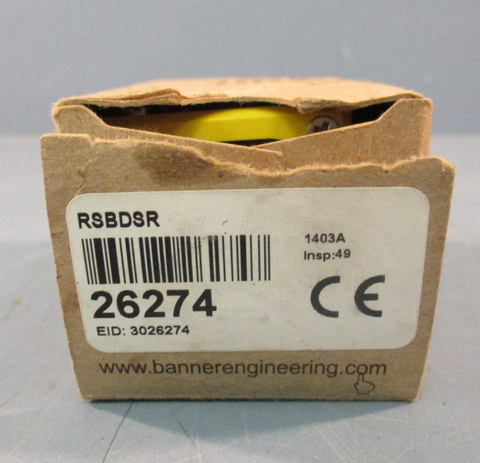 RSBDSR
1403A
Insp:49
26274
CE
EID: 3026274
www.bannerengineering.com